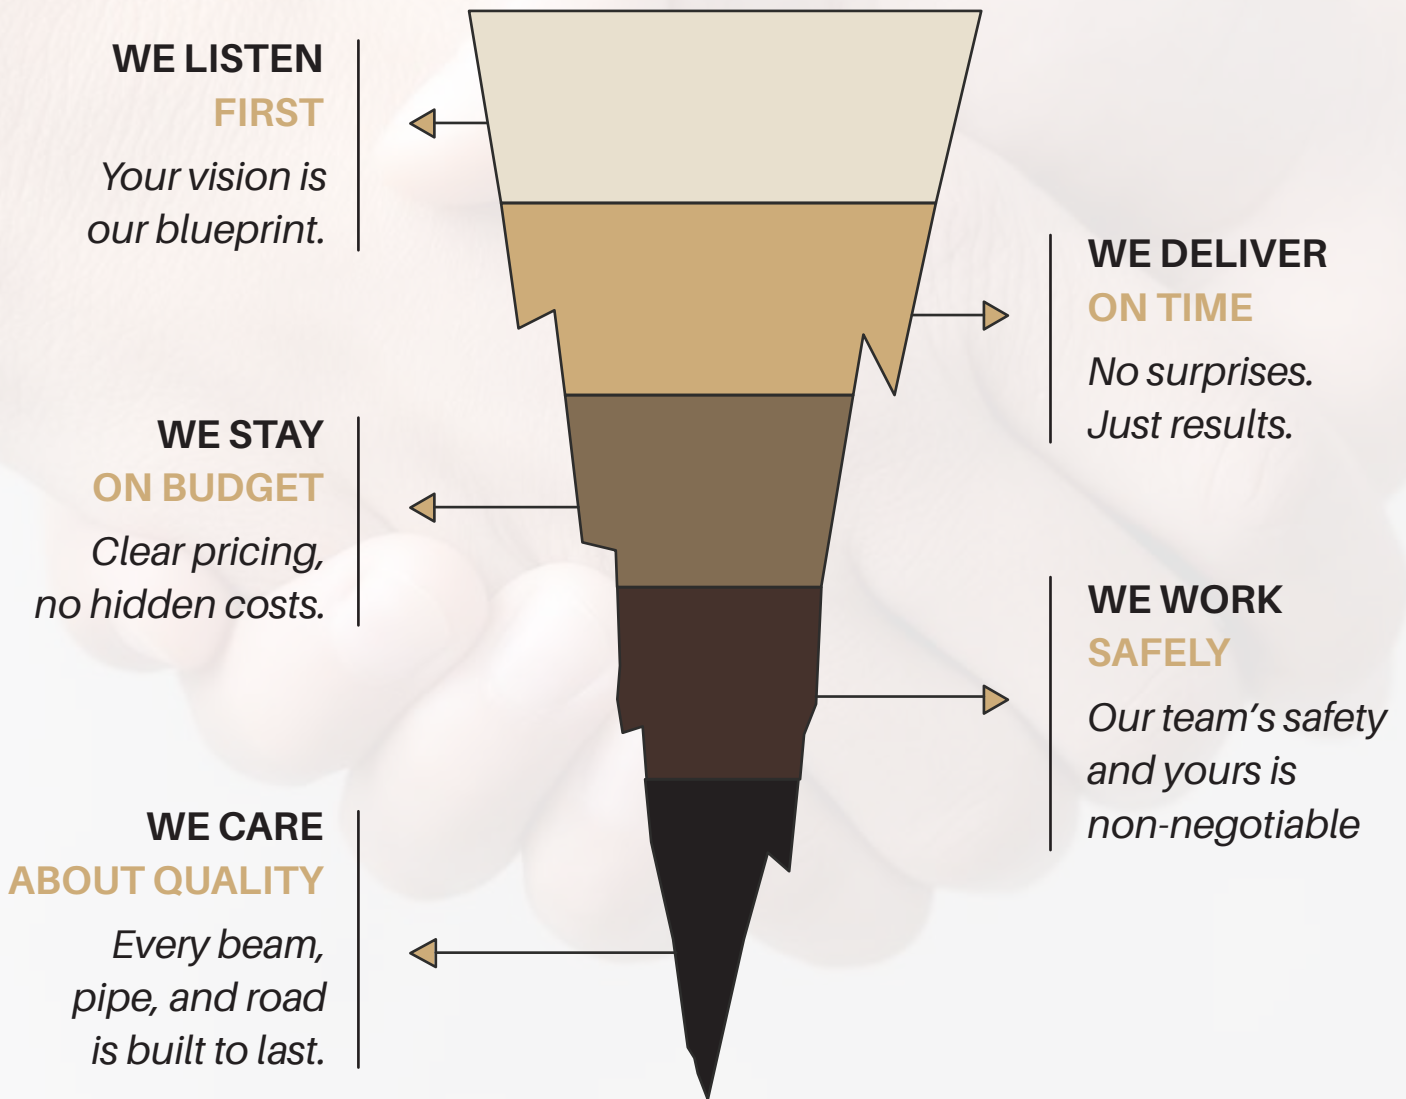 WE LISTEN
FIRST
Your vision is
our blueprint.
WE DELIVER
ON TIME
No surprises.
Just results.
WE STAY
ON BUDGET
Clear pricing,
no hidden costs.
WE WORK
SAFELY
Our team's safety
and yours is
non-negotiable
WE CARE
ABOUT QUALITY
Every beam,
pipe, and road
is built to last.